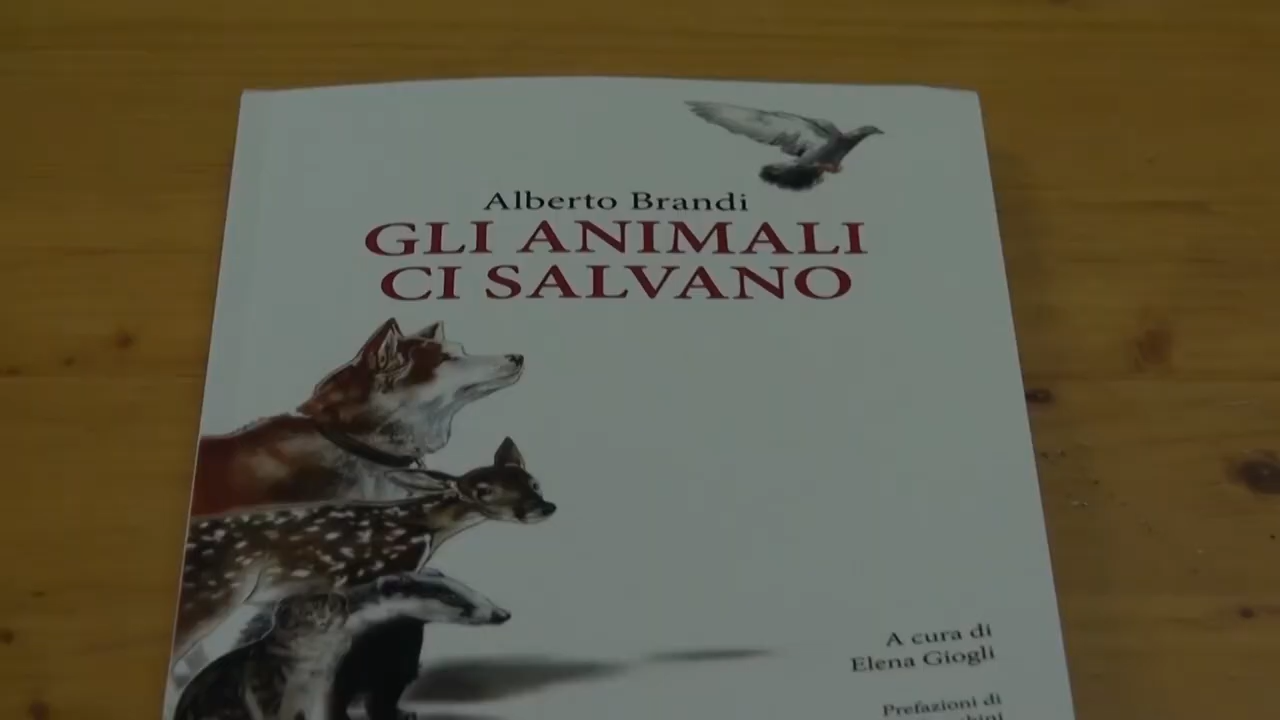 Alberto Brandi
GLI ANIMALI
CI SALVANO
A cura di
Elena Giogli
Prefazioni di